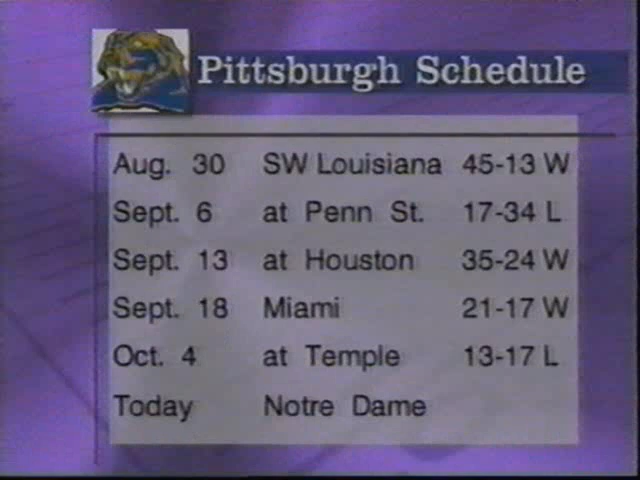 Pittsburgh Schedule
Aug. 30 SW Louisiana 45-13 W
Sept. 6 at Penn St. 17-34 L
Sept. 13 at Houston 35-24 W
Sept. 18 Miami 21-17 W
Oct. 4 at Temple 13-17 L
Today Notre Dame